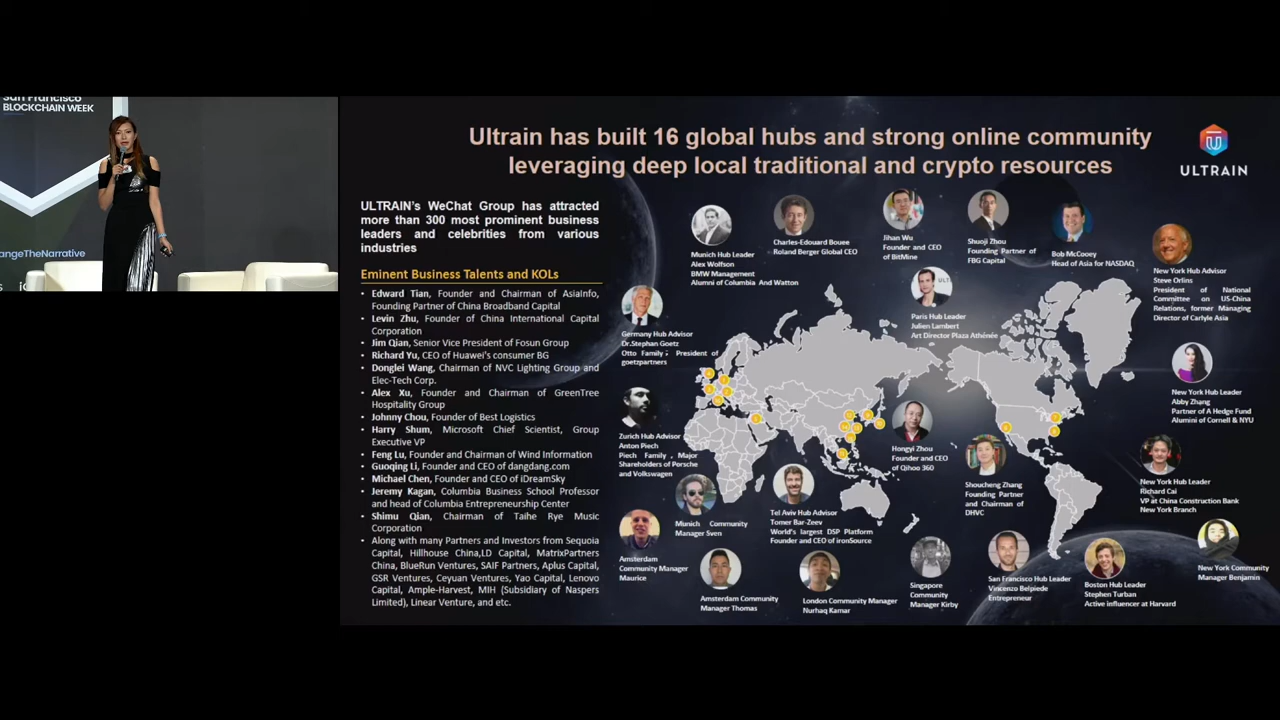 San Francisco
BLOCKCHAIN WEEK
angeTheNarrative
Ultrain has built 16 global hubs and strong online community
leveraging deep local traditional and crypto resources
ULTRAIN
ULTRAIN's WeChat Group has attracted
more than 300 most prominent business
leaders and celebrities from various
industries
Eminent Business Talents and KOLs
• Edward Tian, Founder and Chairman of AsiaInfo,
Founding Partner of China Broadband Capital
• Levin Zhu, Founder of China International Capital
Corporation
• Jim Qian, Senior Vice President of Fosun Group
• Richard Yu, CEO of Huawei's consumer BG
• Donglei Wang, Chairman of NVC Lighting Group and
Elec-Tech Corp.
• Alex Xu, Founder and Chairman of GreenTree
Hospitality Group
• Johnny Chou, Founder of Best Logistics
• Harry Shum, Microsoft Chief Scientist, Group
Executive VP
• Feng Lu, Founder and Chairman of Wind Information
• Guoqing Li, Founder and CEO of dangdang.com
• Michael Chen, Founder and CEO of iDreamSky
• Jeremy Kagan, Columbia Business School Professor
and head of Columbia Entrepreneurship Center
• Shimu Qian, Chairman of Taihe Rye Music
Corporation
• Along with many Partners and Investors from Sequoia
Capital, Hillhouse China,LD Capital, MatrixPartners
China, BlueRun Ventures, SAIF Partners, Aplus Capital,
GSR Ventures, Ceyuan Ventures, Yao Capital, Lenovo
Capital, Ample-Harvest, MIH (Subsidiary of Naspers
Limited), Linear Venture, and etc.
Munich Hub Leader
Alex Wolfson
BMW Management
Alumni of Columbia And Watton
Charles-Edouard Bouee
Roland Berger Global CEO
Jihan Wu
Founder and CEO
of BitMine
Shuoji Zhou
Founding Partner of
FBG Capital
Bob McCooey
Head of Asia for NASDAQ
New York Hub Advisor
Steve Orlins
President of National
Committee on US-China
Relations, former Managing
Director of Carlyle Asia
Germany Hub Advisor
Dr.Stephan Goetz
Otto Family; President of
goetzpartners
Paris Hub Leader
Julien Lambert
Art Director Plaza Athénée
New York Hub Leader
Abby Zhang
Partner of A Hedge Fund
Alumini of Cornell & NYU
Zurich Hub Advisor
Anton Piech
Piech Family, Major
Shareholders of Porsche
and Volkswagen
Hongyi Zhou
Founder and CEO
of Qihoo 360
Shoucheng Zhang
Founding Partner
and Chairman of
DHVC
New York Hub Leader
Richard Cai
VP at China Construction Bank
New York Branch
Munich Community
Manager Sven
Tel Aviv Hub Advisor
Tomer Bar-Zeev
World's largest DSP Platform
Founder and CEO of ironSource
Amsterdam
Community Manager
Maurice
Amsterdam Community
Manager Thomas
London Community Manager
Nurhaq Kamar
Singapore
Community
Manager Kirby
San Francisco Hub Leader
Vincenzo Belpiede
Entrepreneur
Boston Hub Leader
Stephen Turban
Active influencer at Harvard
New York Community
Manager Benjamin